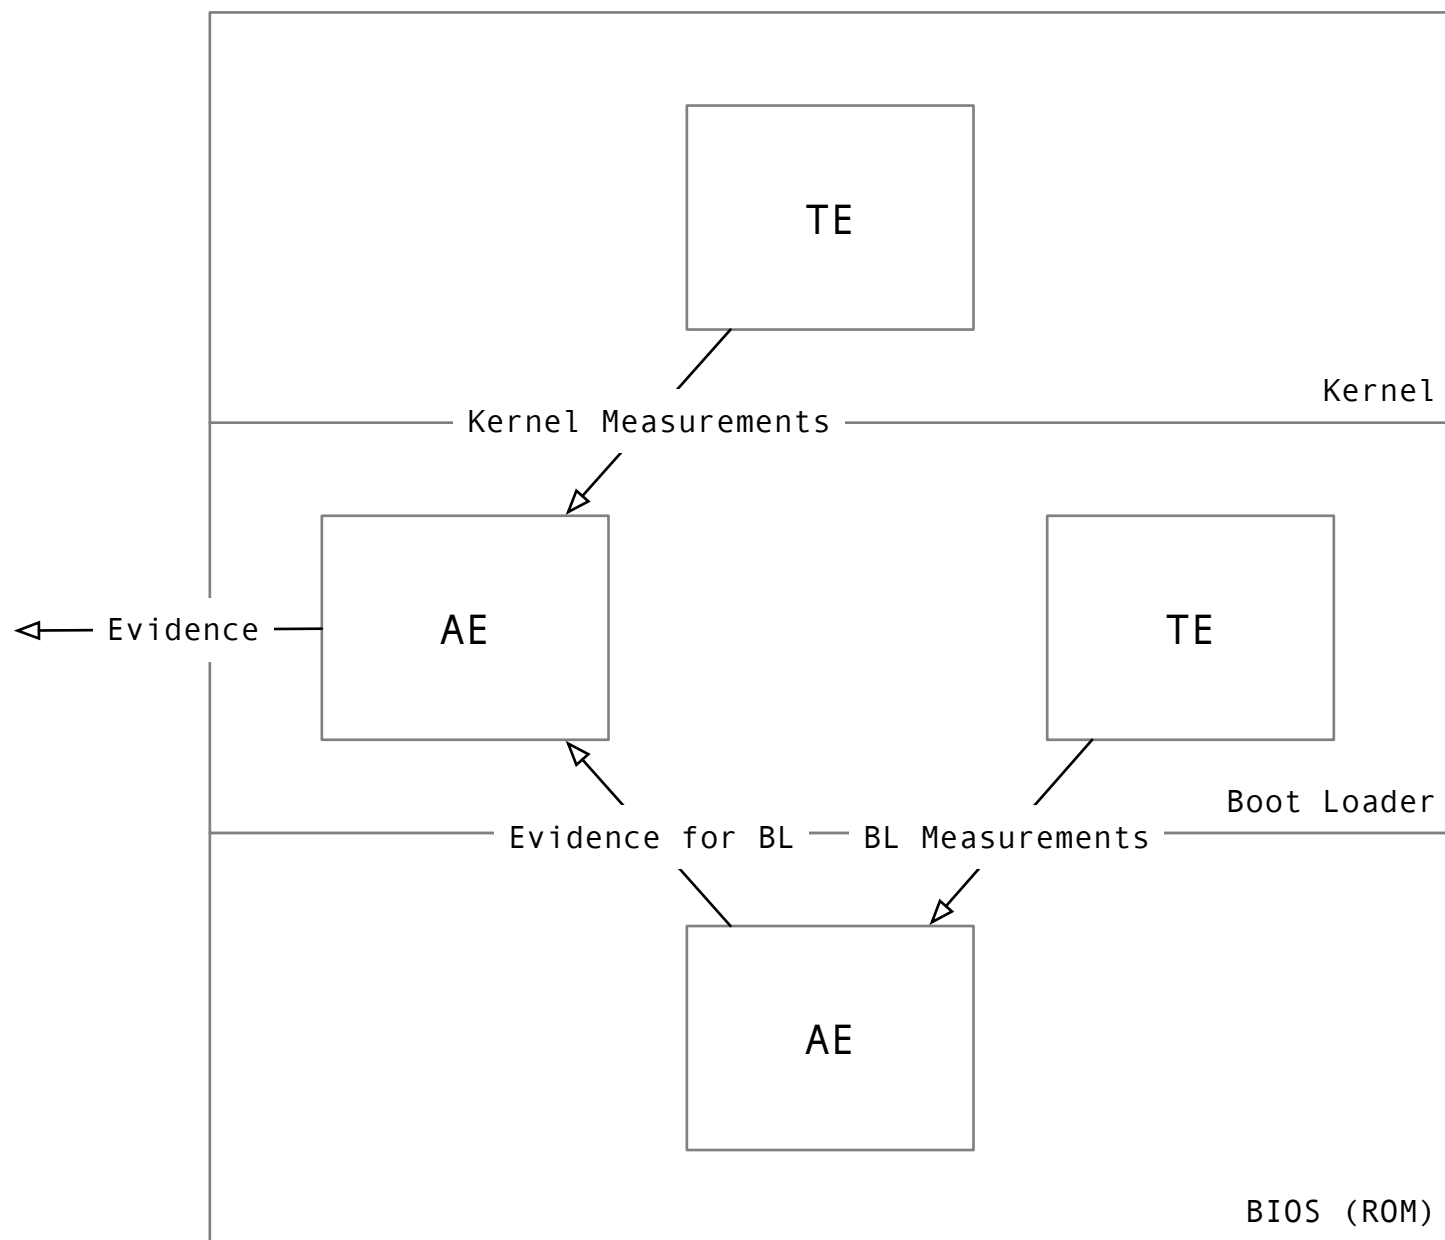 TE
Kernel
Kernel Measurements
Evidence
AE
TE
Boot Loader
Evidence for BL
BL Measurements
AE
BIOS (ROM)